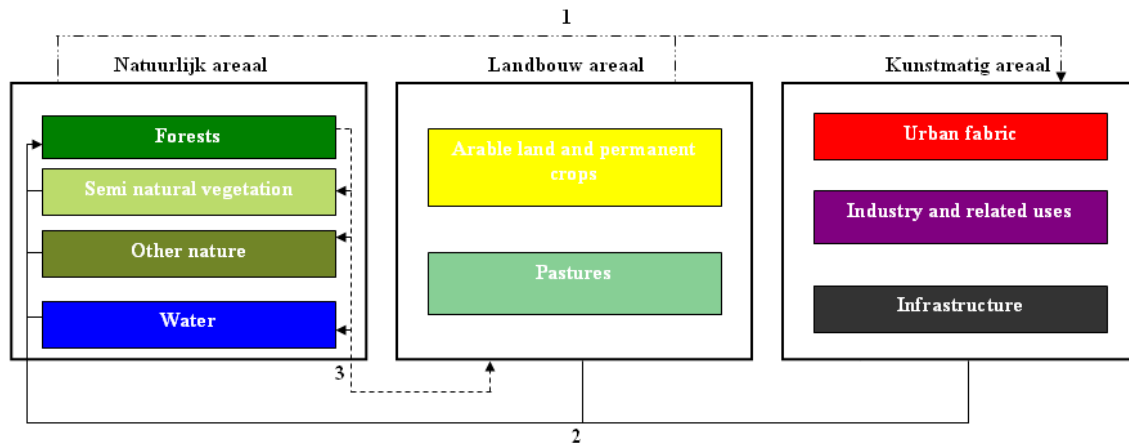 1
Natuurlijk areaal
Landbouw areaal
Kunstmatig areaal
Forests
Semi natural vegetation
Other nature
Water
Arable land and permanent
crops
Pastures
Urban fabric
Industry and related uses
Infrastructure
3
2